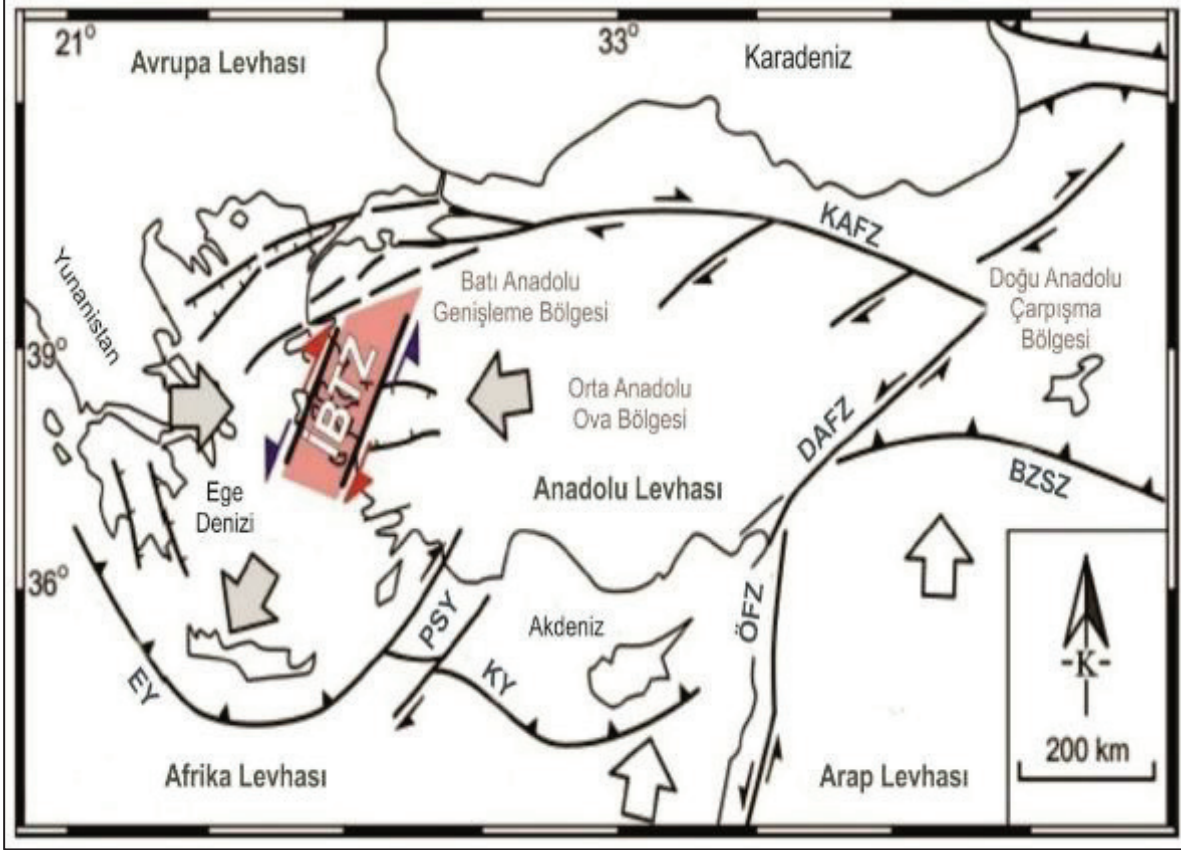 21°
33°
Avrupa Levhası
Karadeniz
KAFZ
Yunanistan
Batı Anadolu
Genişleme Bölgesi
Doğu Anadolu
Çarpışma
Bölgesi
39°
İBTZ
Orta Anadolu
Ova Bölgesi
DAFZ
BZSZ
Ege
Denizi
Anadolu Levhası
36°
PSY
Akdeniz
ÖFZ
EY
KY
-K-
Afrika Levhası
Arap Levhası
200 km